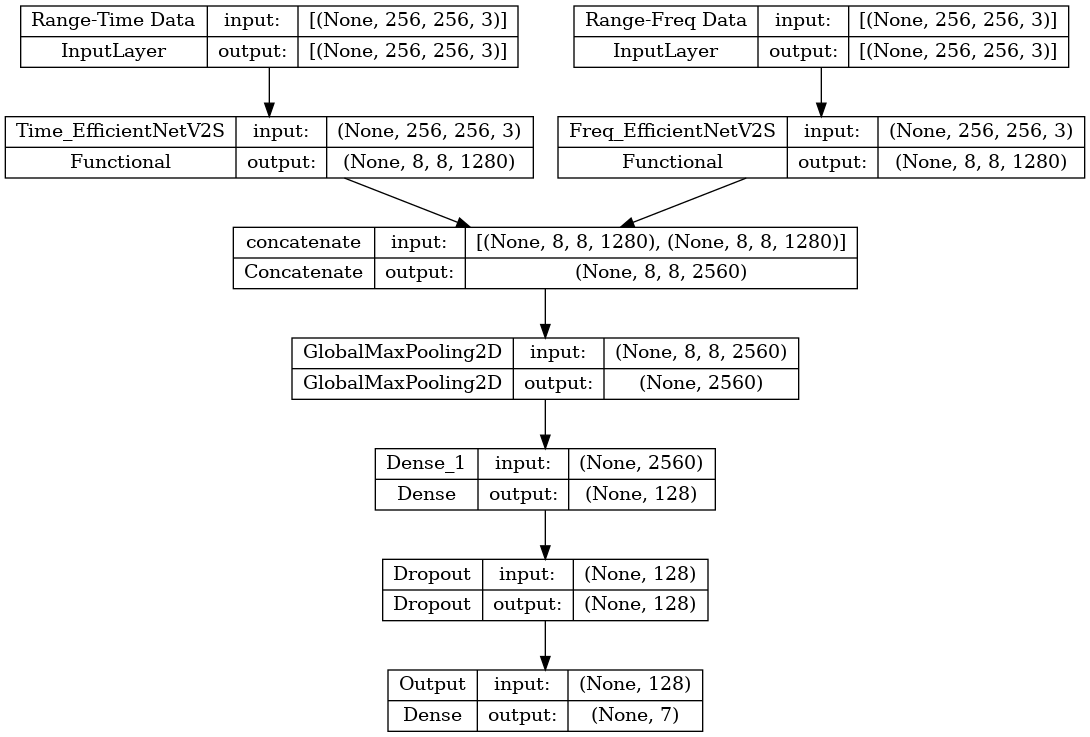 Range-Time Data input: [(None, 256, 256, 3)]
InputLayer output: [(None, 256, 256, 3)]
Range-Freq Data input: [(None, 256, 256, 3)]
InputLayer output: [(None, 256, 256, 3)]
Time_EfficientNetV2S input: (None, 256, 256, 3)
Functional output: (None, 8, 8, 1280)
Freq_EfficientNetV2S input: (None, 256, 256, 3)
Functional output: (None, 8, 8, 1280)
concatenate input: [(None, 8, 8, 1280), (None, 8, 8, 1280)]
Concatenate output: (None, 8, 8, 2560)
GlobalMaxPooling2D input: (None, 8, 8, 2560)
GlobalMaxPooling2D output: (None, 2560)
Dense_1 input: (None, 2560)
Dense output: (None, 128)
Dropout input: (None, 128)
Dropout output: (None, 128)
Output input: (None, 128)
Dense output: (None, 7)